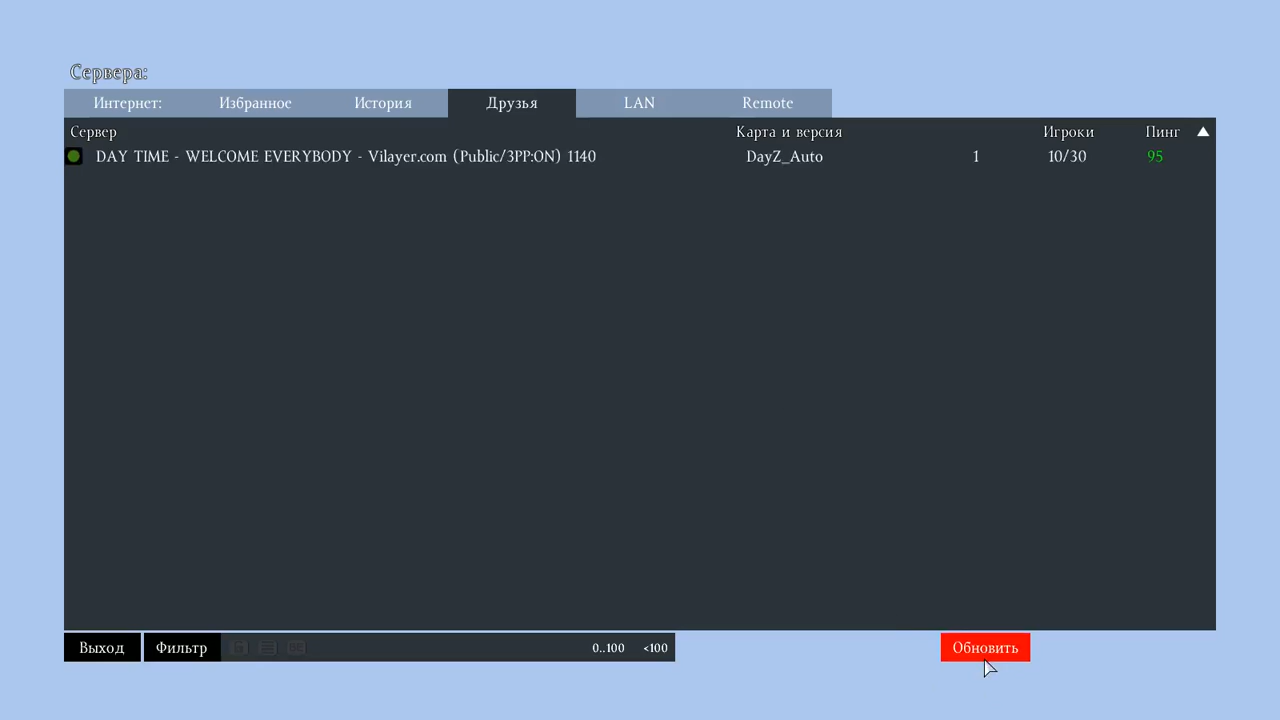 Сервера:
Интернет: Избранное История Друзья LAN Remote
Сервер Карта и версия Игроки Пинг
DAY TIME - WELCOME EVERYBODY - Vilayer.com (Public/3PP:ON) 1140 DayZ_Auto 1 10/30 95
Выход Фильтр 0..100 <100 Обновить